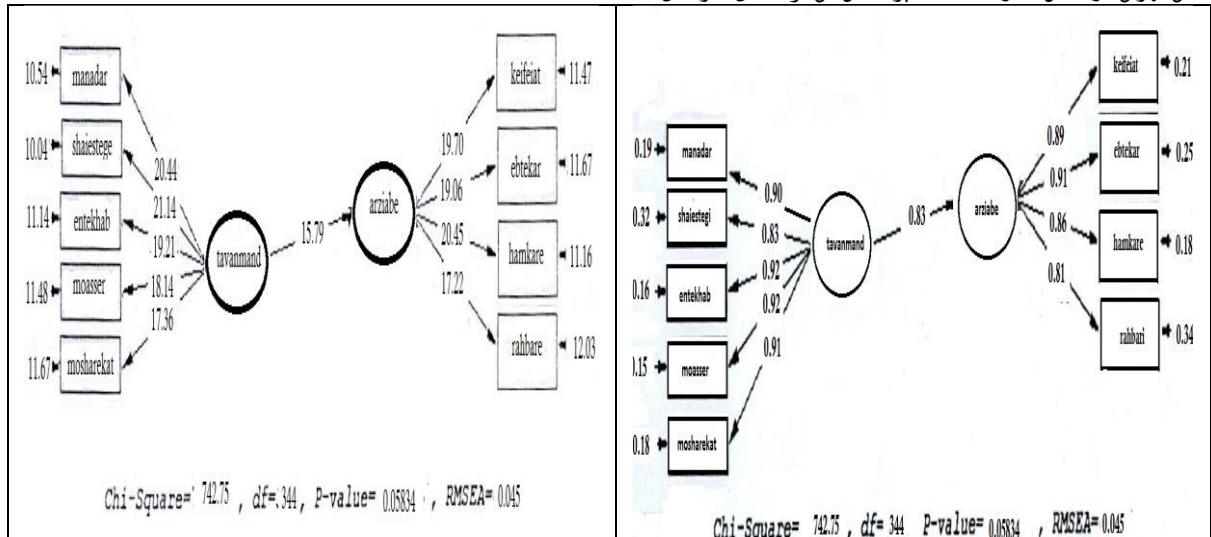 10.54
manadar
10.04
shaiestege
11.14
entekhab
11.48
moasser
11.67
mosharekat
20.44
21.14
19.21
18.14
17.36
tavanmand
15.79
arziabe
19.70
19.06
20.45
17.22
keifeiat
11.47
ebtekar
11.67
hamkare
11.16
rahbare
12.03
Chi-Square= 742.75 , df= 344, P-value= 0.05834 , RMSEA= 0.045
0.19
manadar
0.32
shaiestegi
0.16
entekhab
0.15
moasser
0.18
mosharekat
0.90
0.83
0.92
0.92
0.91
tavanmand
0.83
arziabe
0.89
0.91
0.86
0.81
keifeiat
0.21
ebtekar
0.25
hamkare
0.18
rahbari
0.34
Chi-Square= 742.75 , df= 344 P-value= 0.05834 , RMSEA= 0.045